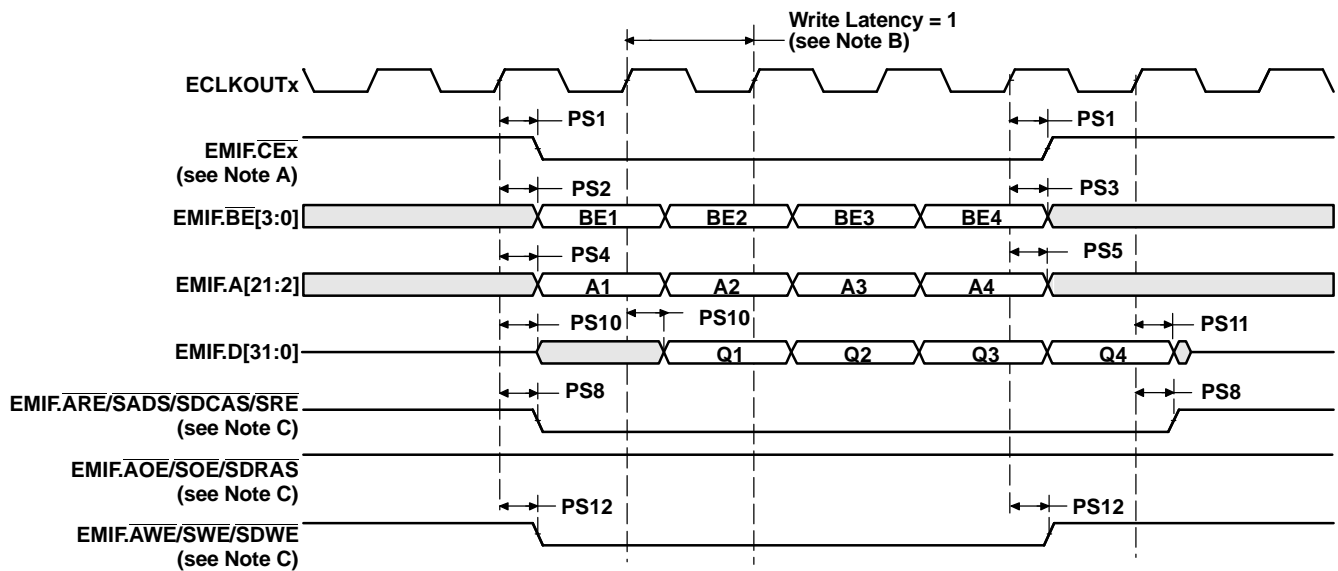 Write Latency = 1
(see Note B)
ECLKOUTx
PS1 PS1
EMIF.CEx
(see Note A)
PS2 PS3
EMIF.BE[3:0] BE1 BE2 BE3 BE4
PS4 PS5
EMIF.A[21:2] A1 A2 A3 A4
PS10 PS10 PS11
EMIF.D[31:0] Q1 Q2 Q3 Q4
PS8 PS8
EMIF.ARE/SADS/SDCAS/SRE
(see Note C)
EMIF.AOE/SOE/SDRAS
(see Note C)
PS12 PS12
EMIF.AWE/SWE/SDWE
(see Note C)